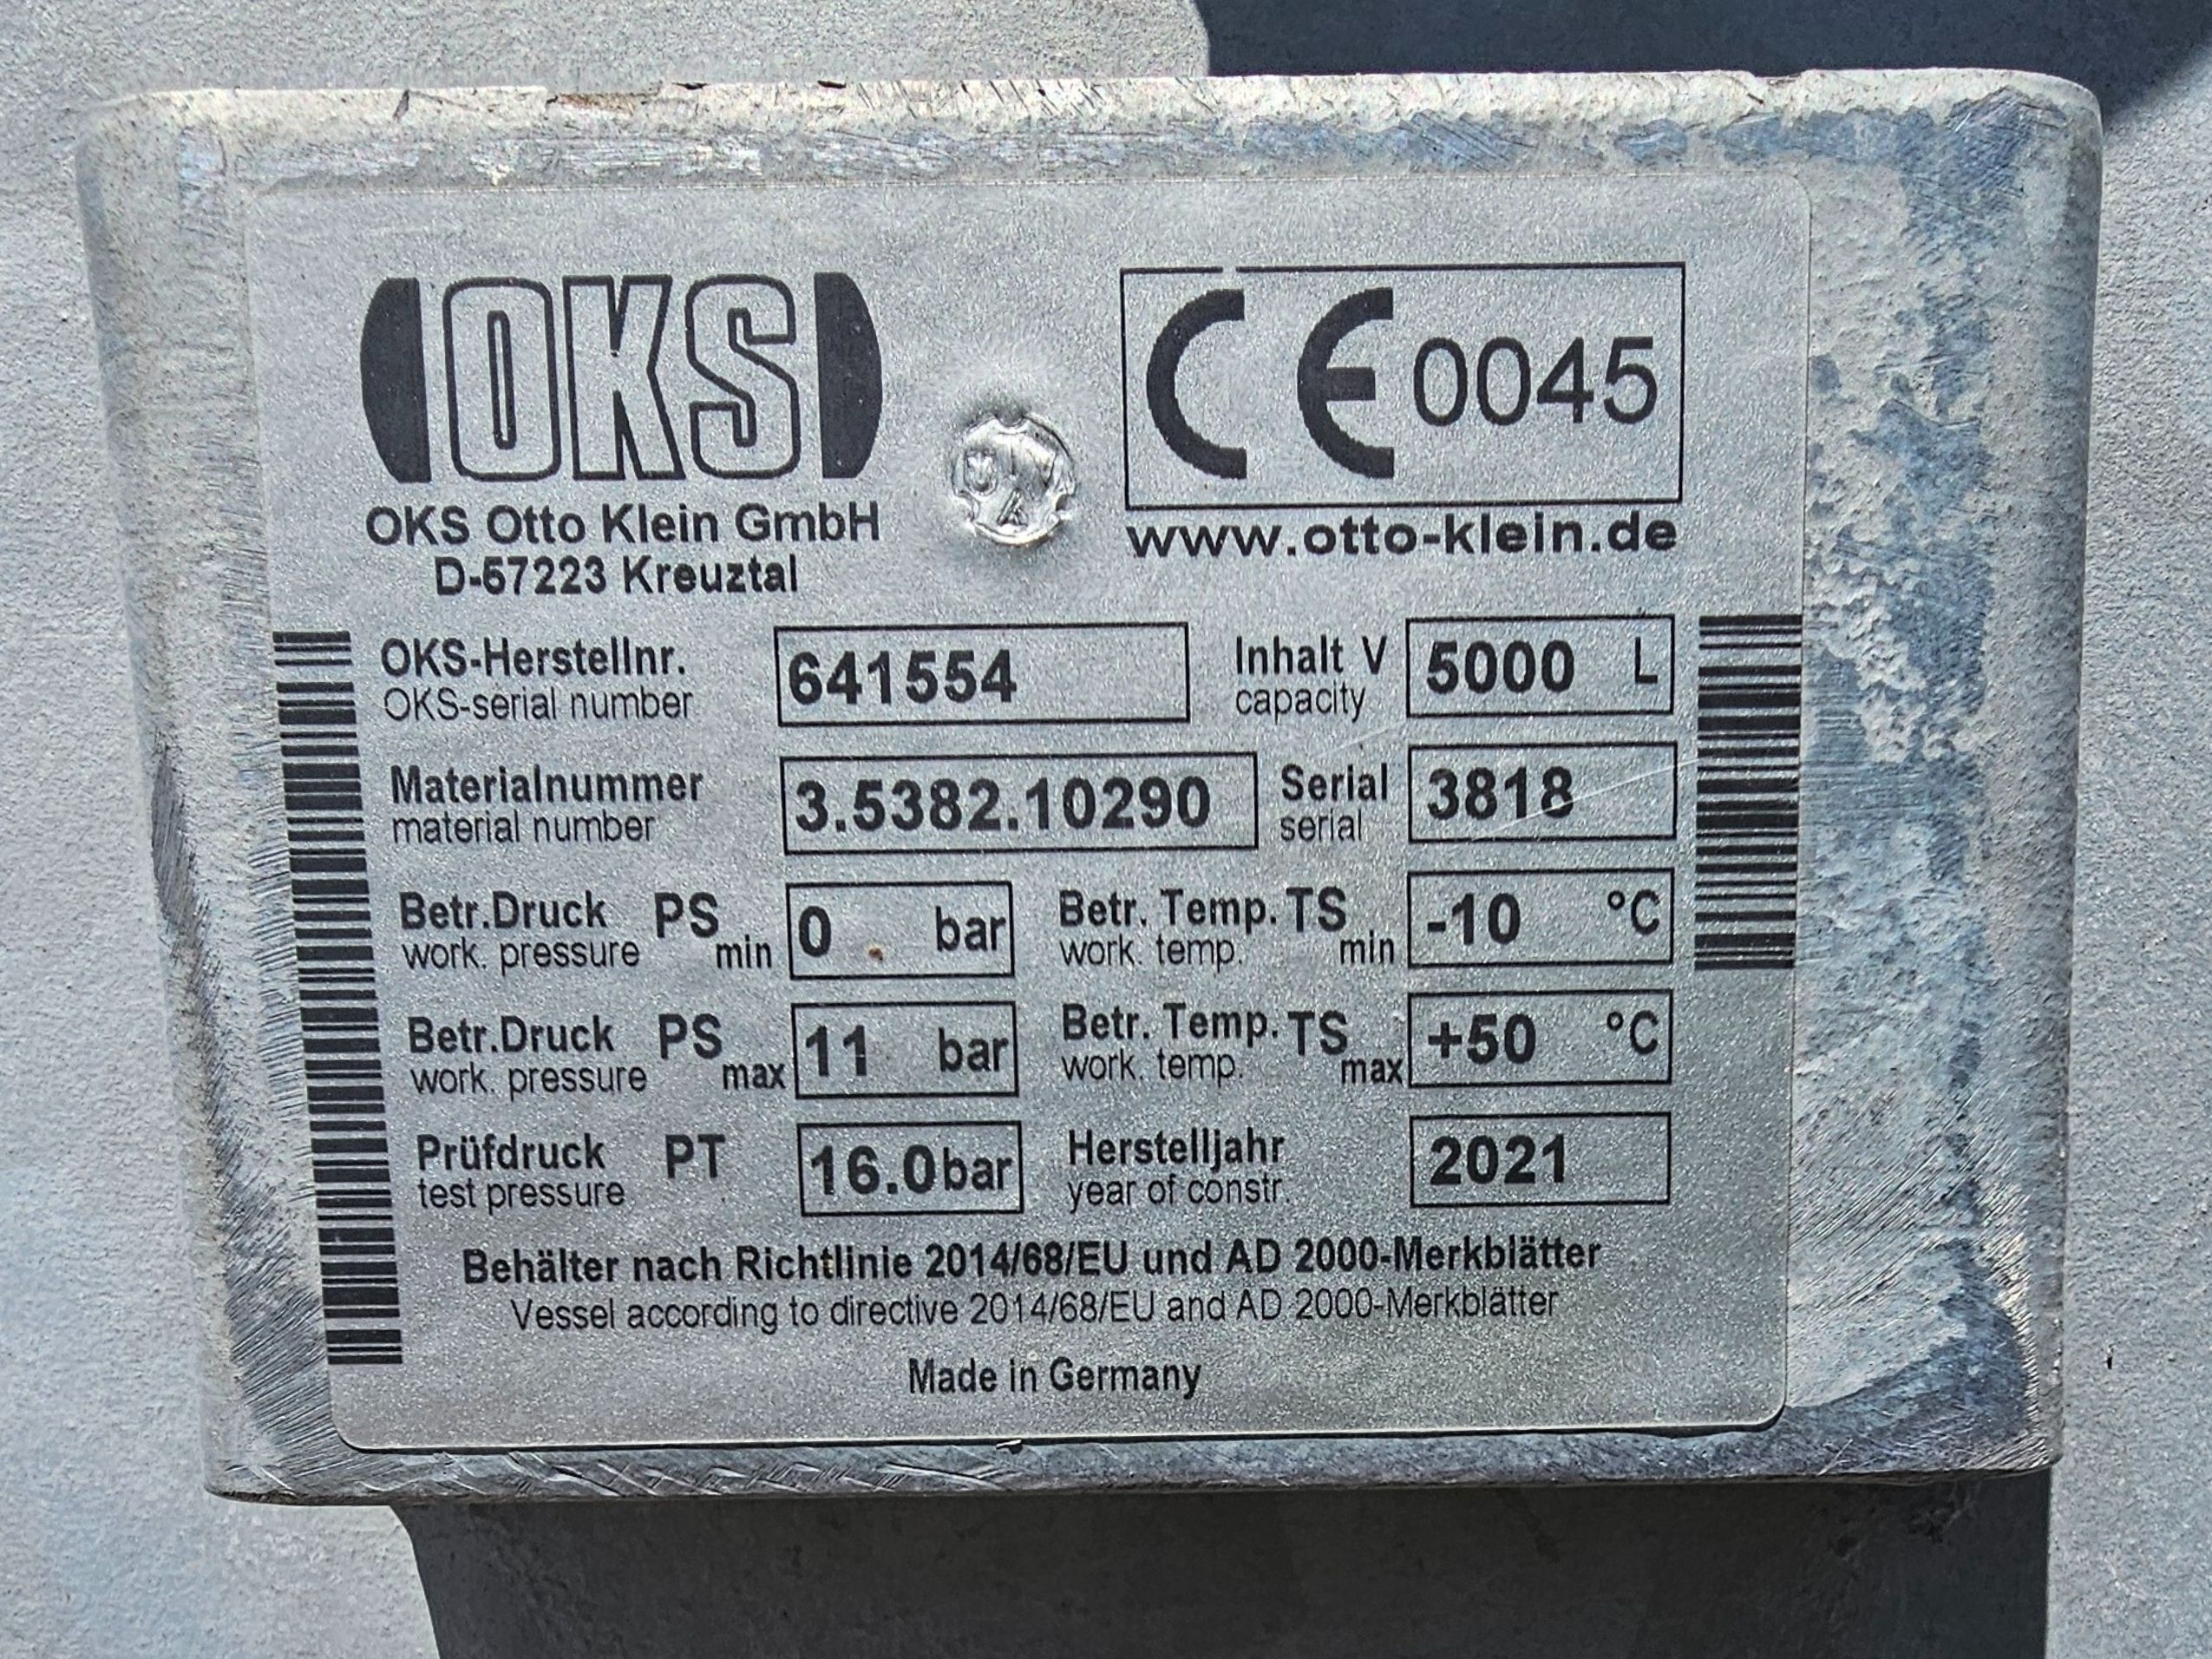 OKS
CE 0045
OKS Otto Klein GmbH
D-57223 Kreuztal
www.otto-klein.de
OKS-Herstellnr. 641554 Inhalt V 5000 L
OKS-serial number capacity
Materialnummer 3.5382.10290 Serial 3818
material number serial
Betr.Druck PS min 0 bar Betr. Temp. TS min -10 °C
work. pressure work. temp.
Betr.Druck PS max 11 bar Betr. Temp. TS max +50 °C
work. pressure work. temp.
Prüfdruck PT 16.0 bar Herstelljahr 2021
test pressure year of constr.
Behälter nach Richtlinie 2014/68/EU und AD 2000-Merkblätter
Vessel according to directive 2014/68/EU and AD 2000-Merkblätter
Made in Germany